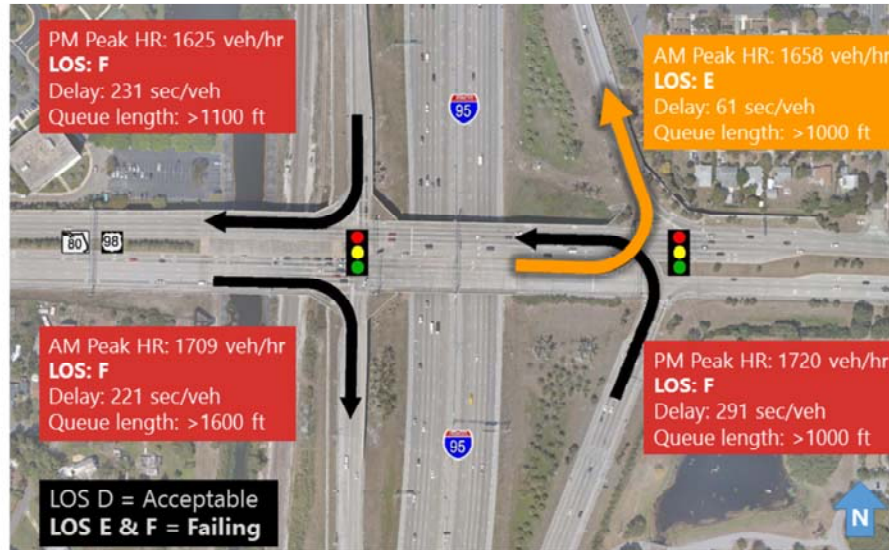 PM Peak HR: 1625 veh/hr
LOS: F
Delay: 231 sec/veh
Queue length: >1100 ft
AM Peak HR: 1658 veh/hr
LOS: E
Delay: 61 sec/veh
Queue length: >1000 ft
95
80
98
AM Peak HR: 1709 veh/hr
LOS: F
Delay: 221 sec/veh
Queue length: >1600 ft
PM Peak HR: 1720 veh/hr
LOS: F
Delay: 291 sec/veh
Queue length: >1000 ft
95
LOS D = Acceptable
LOS E & F = Failing
N